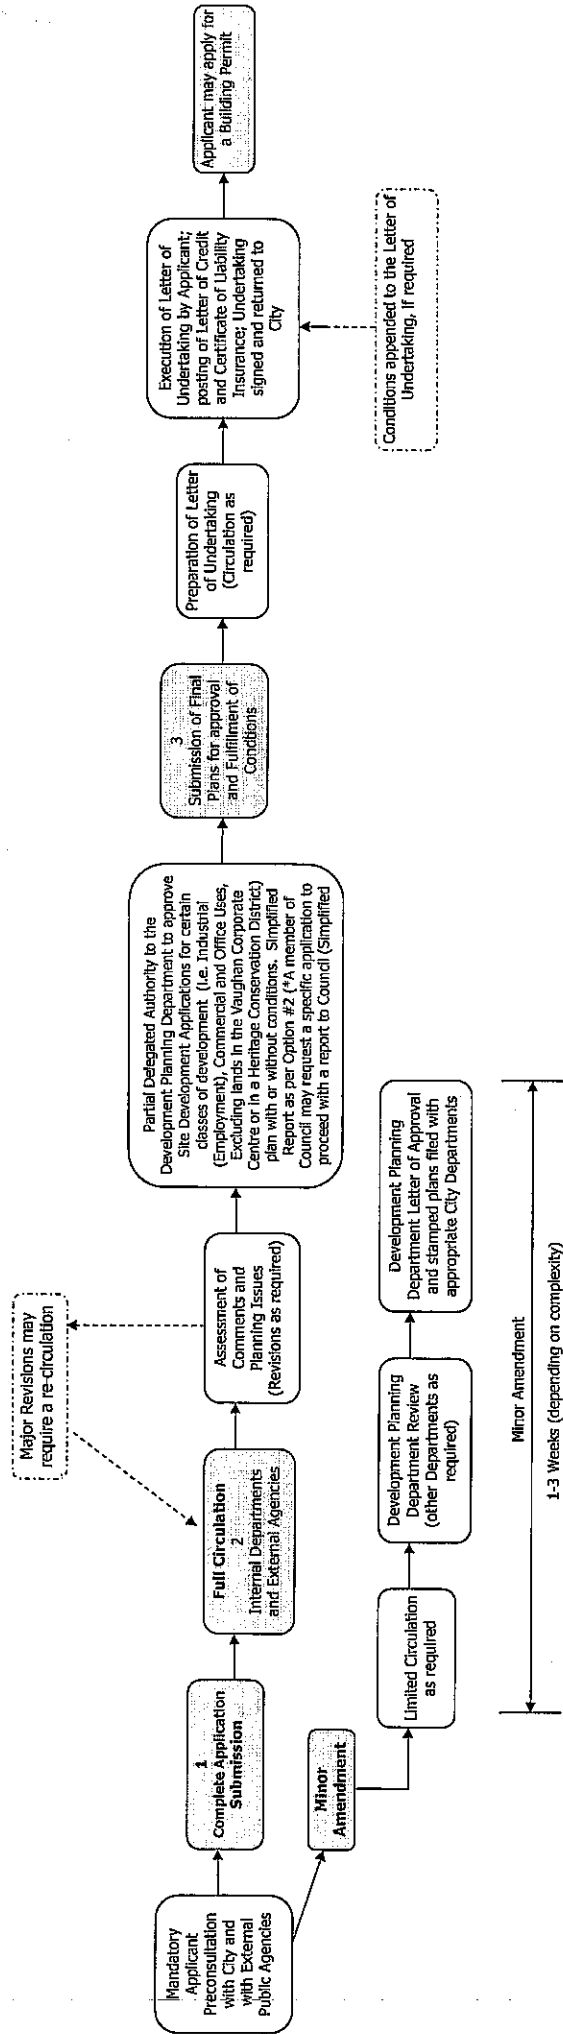 Mandatory
Applicant
Preconsultation
with City and
with External
Public Agencies
1
Complete Application
Submission
Full Circulation
2
Internal Departments
and External Agencies
Major Revisions may
require a re-circulation
Assessment of
Comments and
Planning Issues
(Revisions as required)
Partial Delegated Authority to the
Development Planning Department to approve
Site Development Applications for certain
classes of development (i.e. Industrial
(Employment), Commercial and Office Uses,
Excluding lands in the Vaughan Corporate
Centre or in a Heritage Conservation District)
plan with or without conditions. Simplified
Report as per Option #2 (*A member of
Council may request a specific application to
proceed with a report to Council (Simplified
3
Submission of Final
Plans for approval
and Fulfillment of
Conditions
Preparation of Letter
of Undertaking
(Circulation as
required)
Execution of Letter of
Undertaking by Applicant;
posting of Letter of Credit
and Certificate of Liability
Insurance; Undertaking
signed and returned to
City
Conditions appended to the Letter of
Undertaking, if required
Applicant may apply for
a Building Permit
Minor
Amendment
Limited Circulation
as required
Development Planning
Department Review
(other Departments as
required)
Development Planning
Department Letter of Approval
and stamped plans filed with
appropriate City Departments
Minor Amendment
1-3 Weeks (depending on complexity)